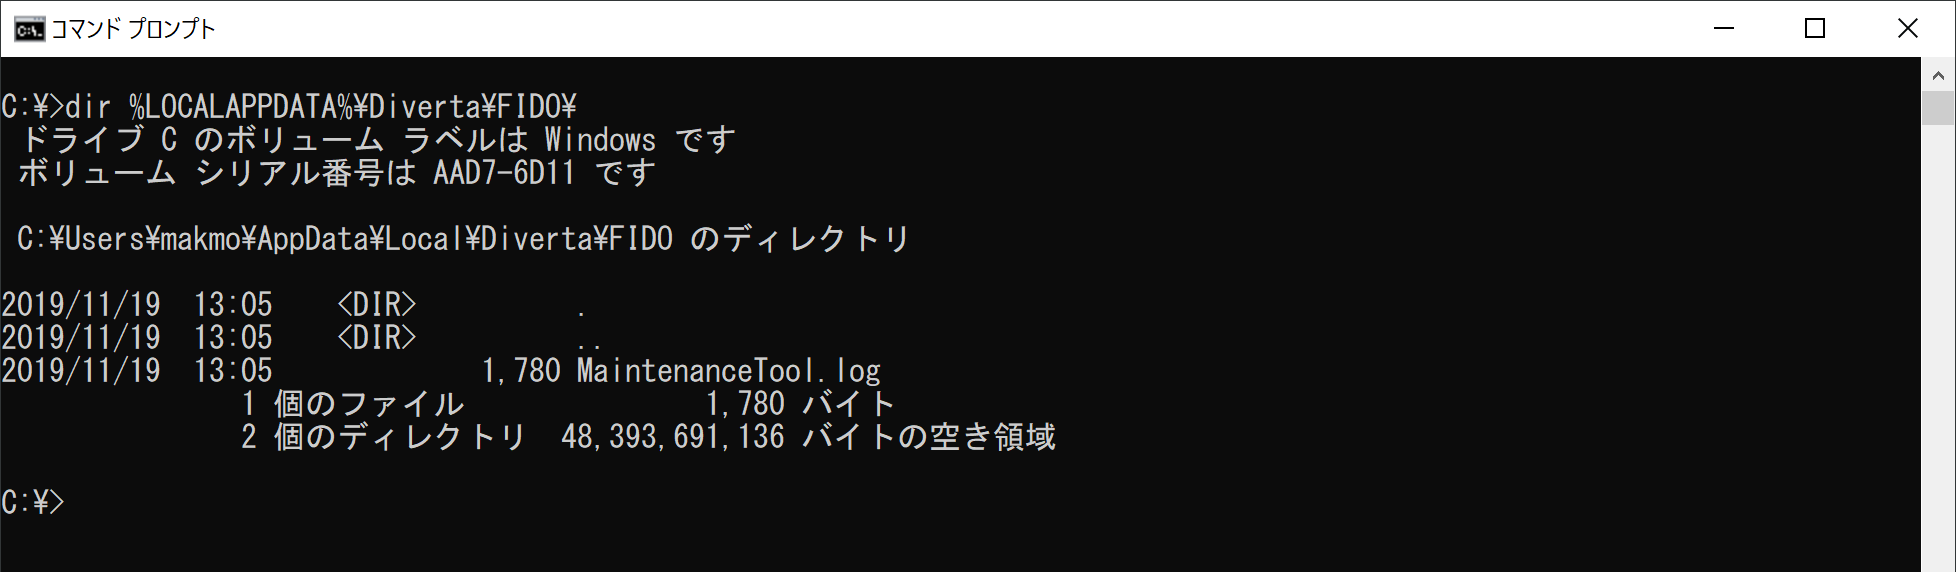 コマンド プロンプト
C:¥>dir %LOCALAPPDATA%¥Diverta¥FIDO¥
ドライブ C のボリューム ラベルは Windows です
ボリューム シリアル番号は AAD7-6D11 です
C:¥Users¥makmo¥AppData¥Local¥Diverta¥FIDO のディレクトリ
2019/11/19  13:05    <DIR>          .
2019/11/19  13:05    <DIR>          ..
2019/11/19  13:05             1,780 MaintenanceTool.log
1 個のファイル               1,780 バイト
2 個のディレクトリ  48,393,691,136 バイトの空き領域
C:¥>